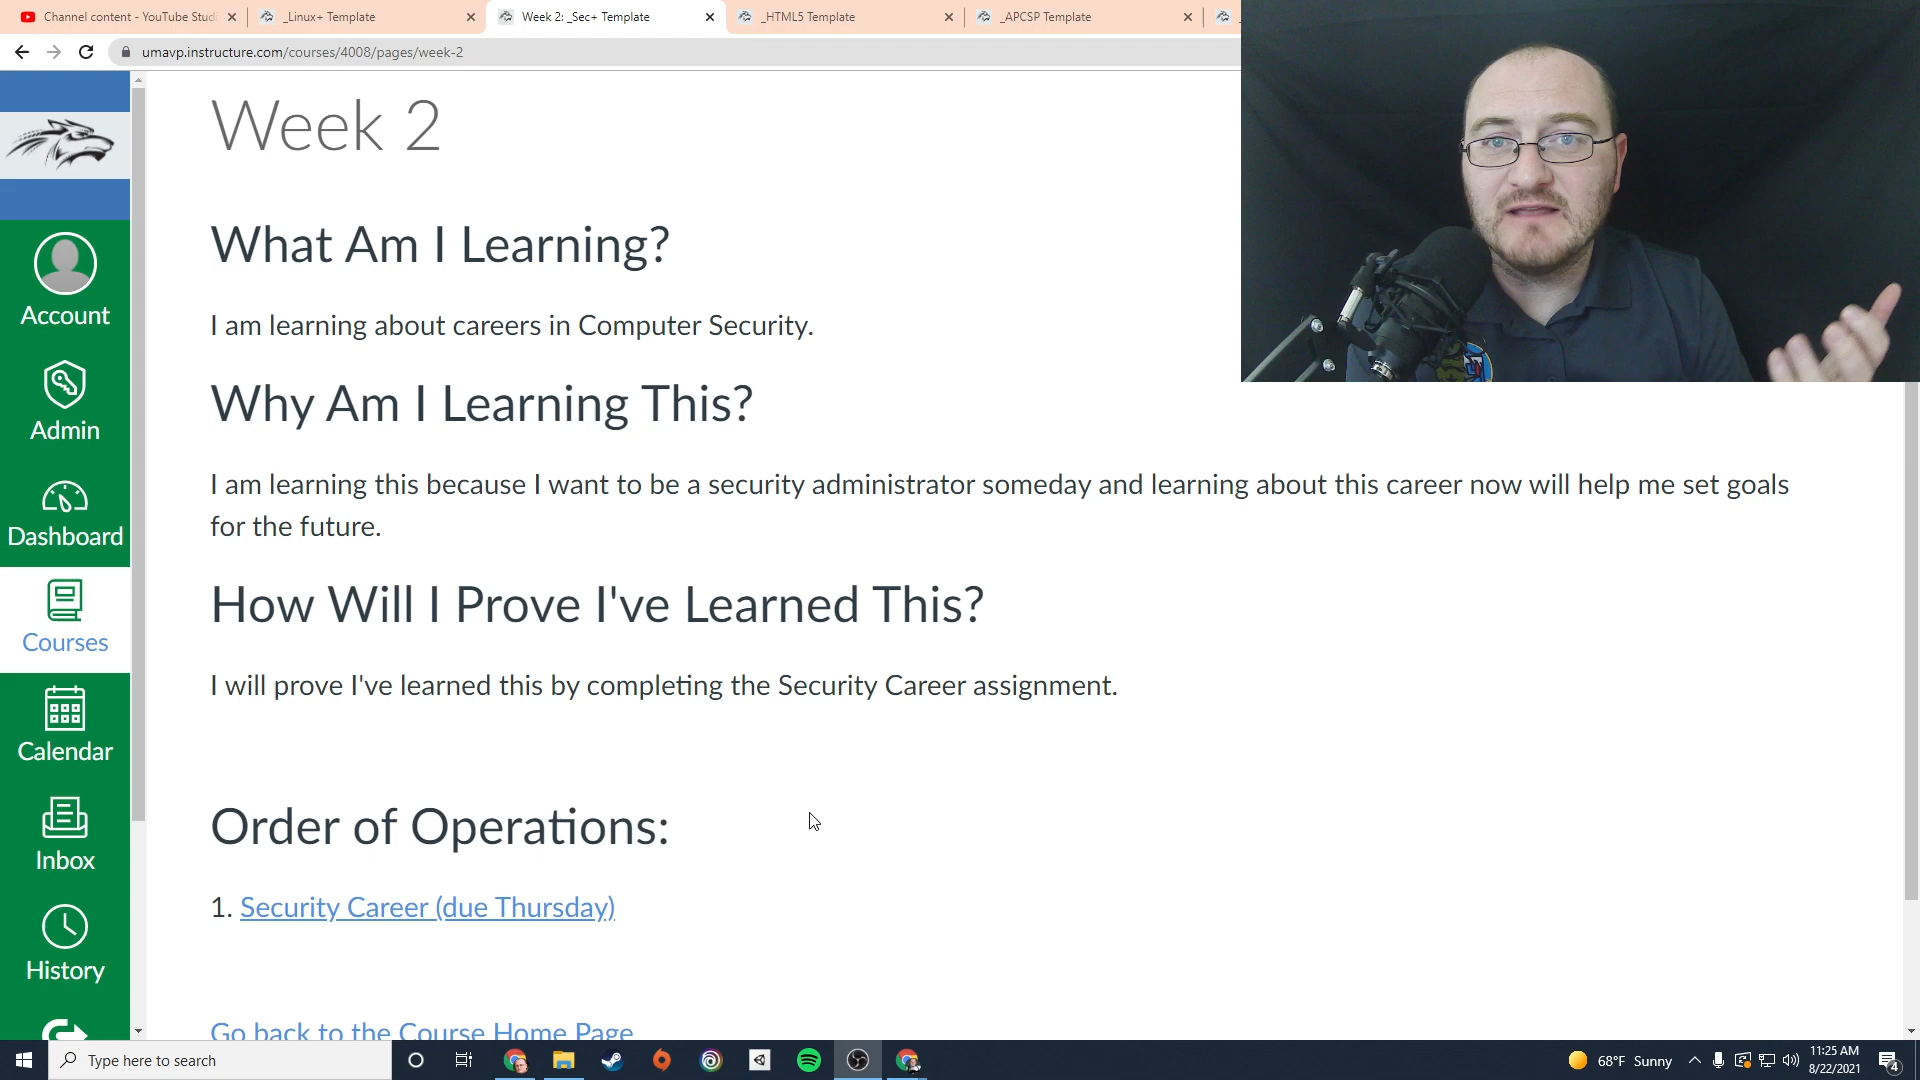 Channel content - YouTube Studi
_Linux+ Template
Week 2: _Sec+ Template
_HTML5 Template
_APCSP Template
umavp.instructure.com/courses/4008/pages/week-2
Week 2
What Am I Learning?
I am learning about careers in Computer Security.
Why Am I Learning This?
I am learning this because I want to be a security administrator someday and learning about this career now will help me set goals
for the future.
How Will I Prove I've Learned This?
I will prove I've learned this by completing the Security Career assignment.
Order of Operations:
1. Security Career (due Thursday)
Go back to the Course Home Page
Account
Admin
Dashboard
Courses
Calendar
Inbox
History
Type here to search
68°F Sunny
11:25 AM
8/22/2021
4